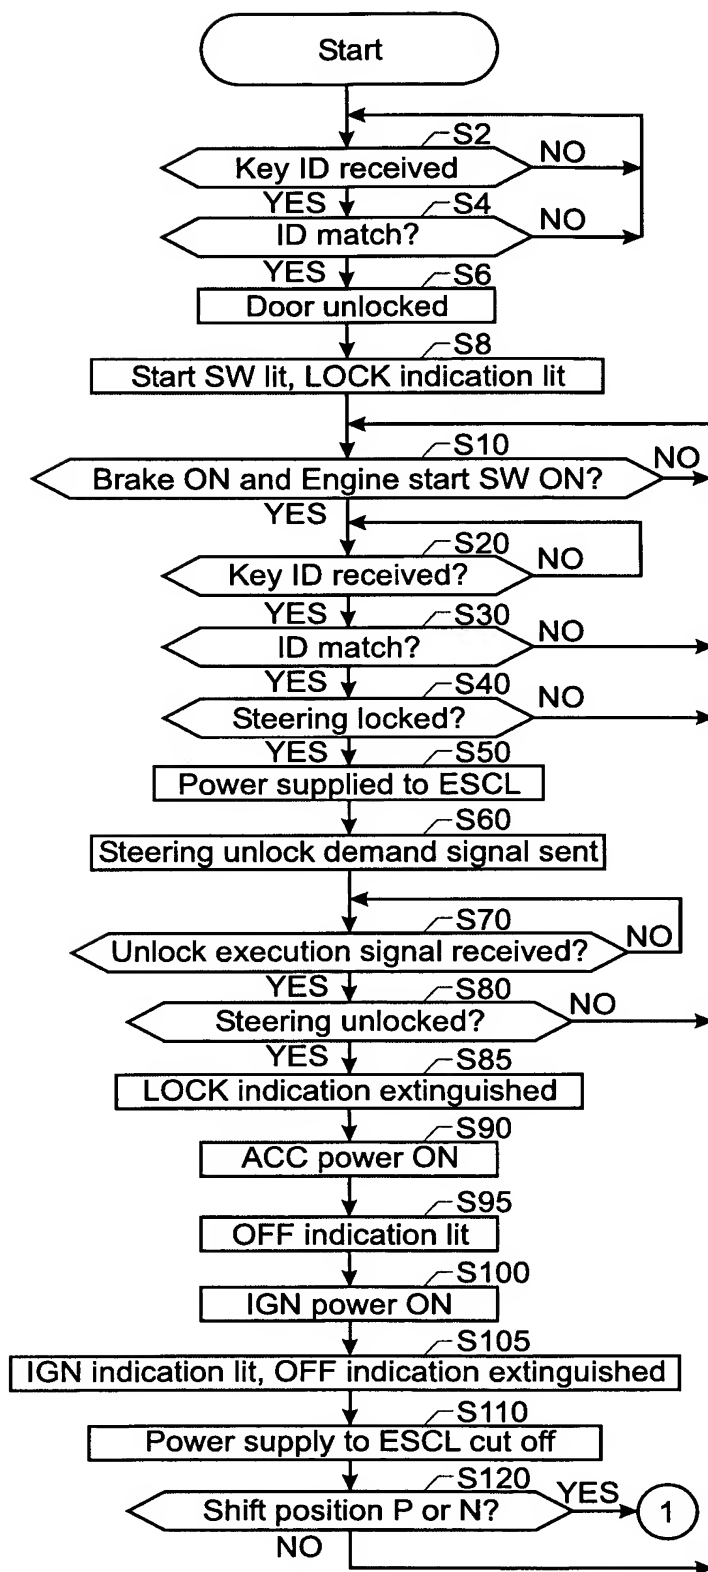 Start
S2
Key ID received
NO
YES
S4
ID match?
NO
YES
S6
Door unlocked
S8
Start SW lit, LOCK indication lit
S10
Brake ON and Engine start SW ON?
NO
YES
S20
Key ID received?
NO
YES
S30
ID match?
NO
YES
S40
Steering locked?
NO
YES
S50
Power supplied to ESCL
S60
Steering unlock demand signal sent
S70
Unlock execution signal received?
NO
YES
S80
Steering unlocked?
NO
YES
S85
LOCK indication extinguished
S90
ACC power ON
S95
OFF indication lit
S100
IGN power ON
S105
IGN indication lit, OFF indication extinguished
S110
Power supply to ESCL cut off
S120
Shift position P or N?
YES
1
NO